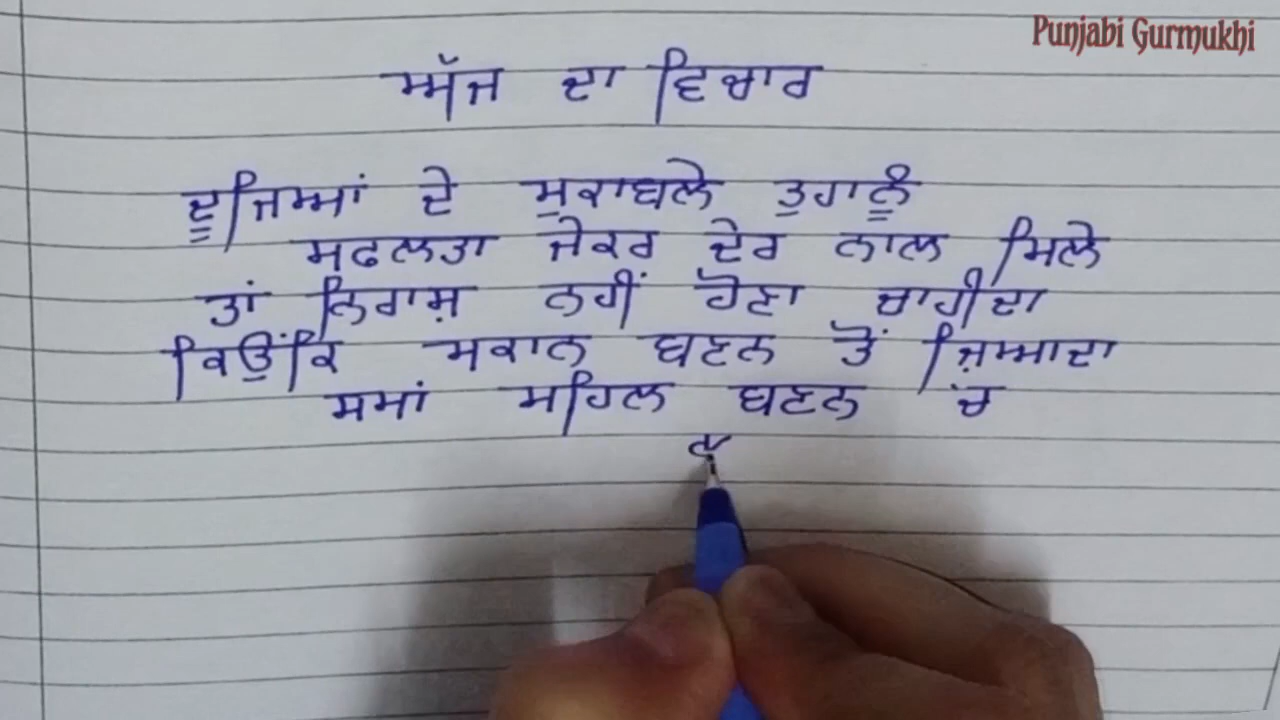 Punjabi Gurmukhi
ਅੱਜ ਦਾ ਵਿਚਾਰ
ਦੂਜਿਆਂ ਦੇ ਮੁਕਾਬਲੇ ਤੁਹਾਨੂੰ
ਸਫਲਤਾ ਜੇਕਰ ਦੇਰ ਨਾਲ ਮਿਲੇ
ਤਾਂ ਨਿਰਾਸ਼ ਨਹੀਂ ਹੋਣਾ ਚਾਹੀਦਾ
ਕਿਉਂਕਿ ਮਕਾਨ ਬਣਨ ਤੋਂ ਜ਼ਿਆਦਾ
ਸਮਾਂ ਮਹਿਲ ਬਣਨ 'ਚ